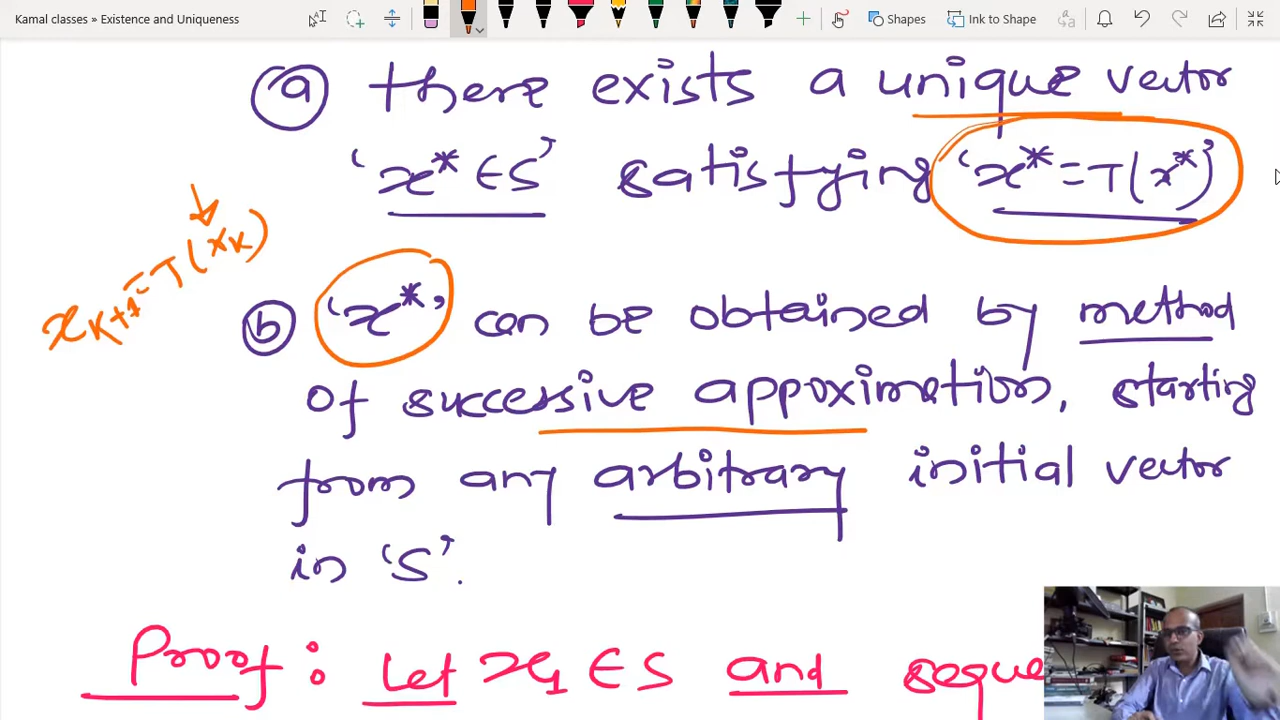 Kamal classes » Existence and Uniqueness
Shapes
Ink to Shape
ⓐ there exists a unique vector
'x* ∈ S' satisfying 'x* = T(x*)'
x_{K+1} = T(x_K)
ⓑ 'x*' can be obtained by method
of successive appoximation, starting
from any arbitrary initial vector
in 'S'.
Proof: Let x_1 ∈ S and seque